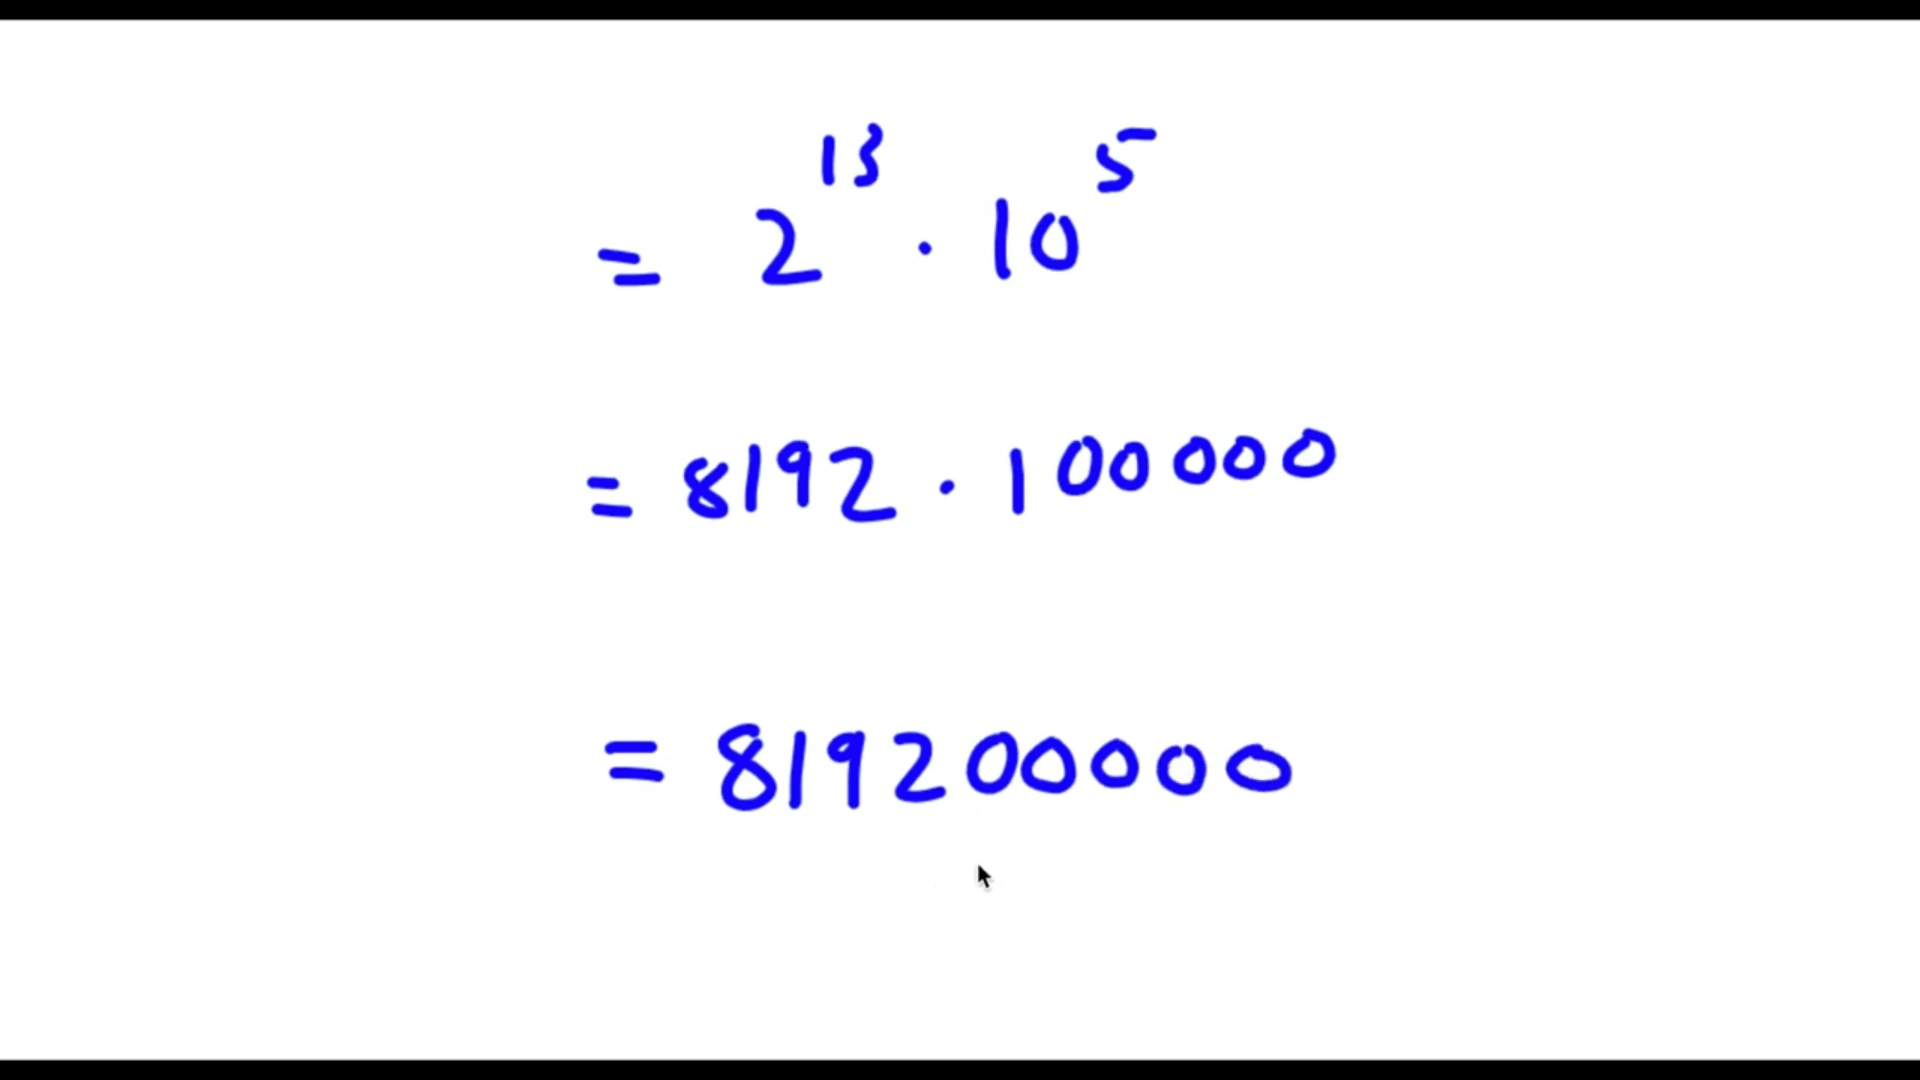 = 2^13 · 10^5
= 8192 · 100000
= 819200000